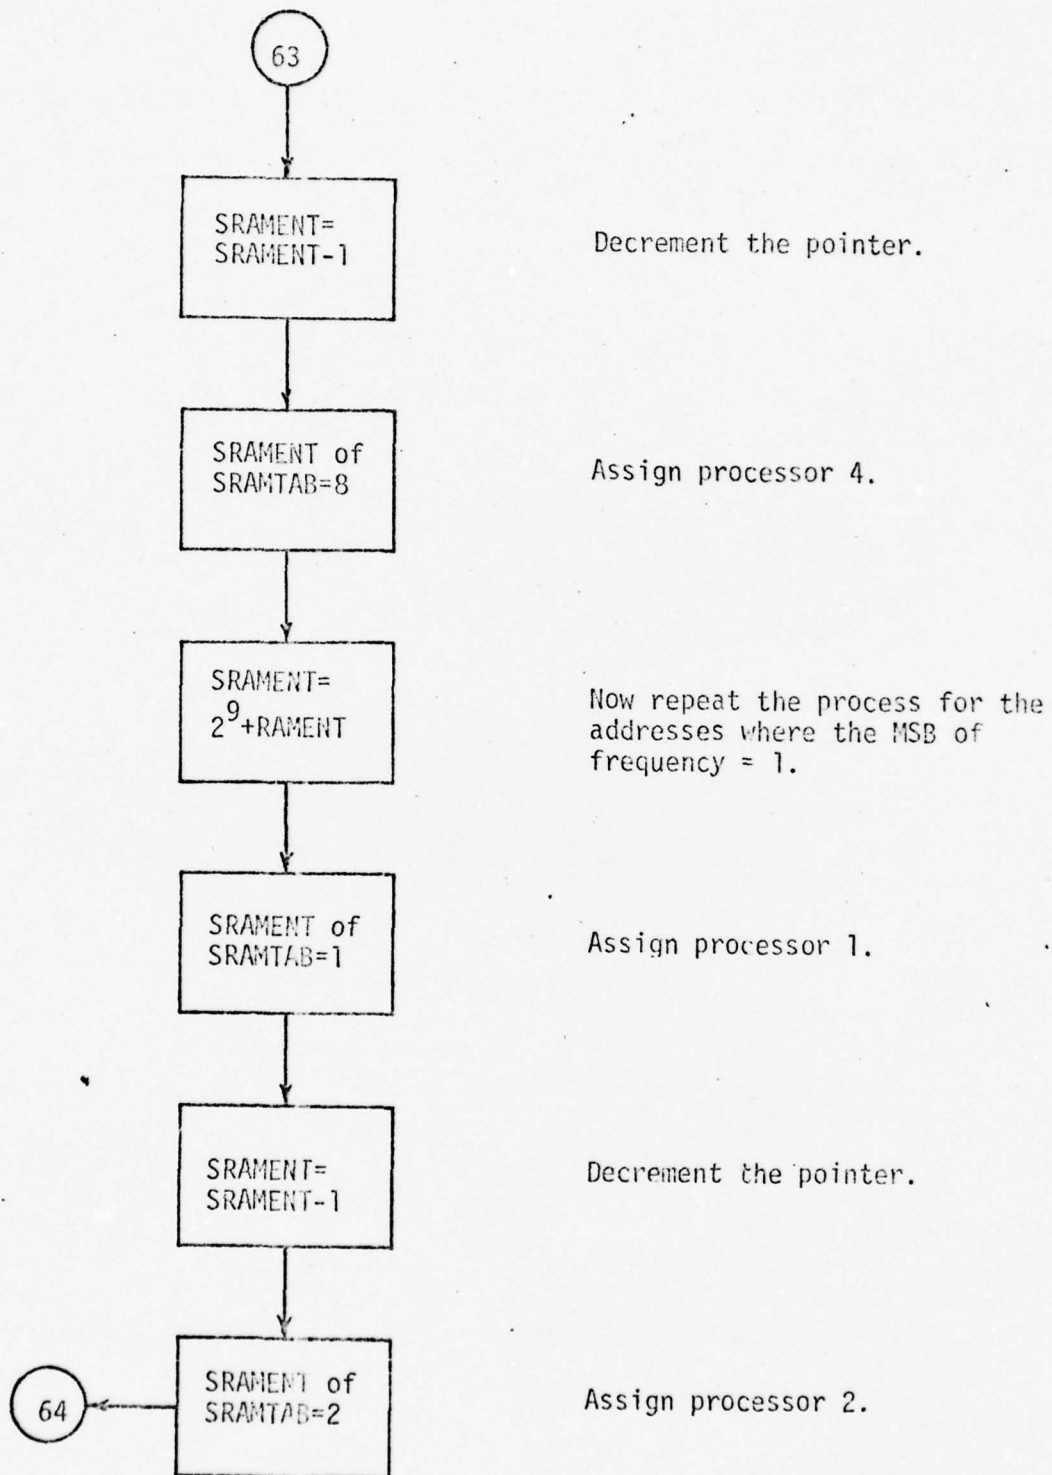 63
SRAMENT=
SRAMENT-1
Decrement the pointer.
SRAMENT of
SRAMTAB=8
Assign processor 4.
SRAMENT=
2^9+RAMENT
Now repeat the process for the
addresses where the MSB of
frequency = 1.
SRAMENT of
SRAMTAB=1
Assign processor 1.
SRAMENT=
SRAMENT-1
Decrement the pointer.
SRAMENT of
SRAMTAB=2
Assign processor 2.
64